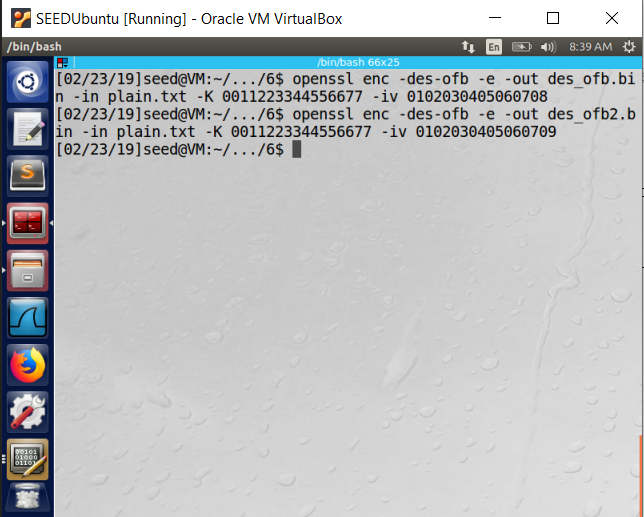 SEEDUbuntu [Running] - Oracle VM VirtualBox
/bin/bash
En
8:39 AM
/bin/bash 66x25
[02/23/19]seed@VM:~/.../6$ openssl enc -des-ofb -e -out des_ofb.bi
n -in plain.txt -K 0011223344556677 -iv 0102030405060708
[02/23/19]seed@VM:~/.../6$ openssl enc -des-ofb -e -out des_ofb2.b
in -in plain.txt -K 0011223344556677 -iv 0102030405060709
[02/23/19]seed@VM:~/.../6$
S
00101
01000
01101